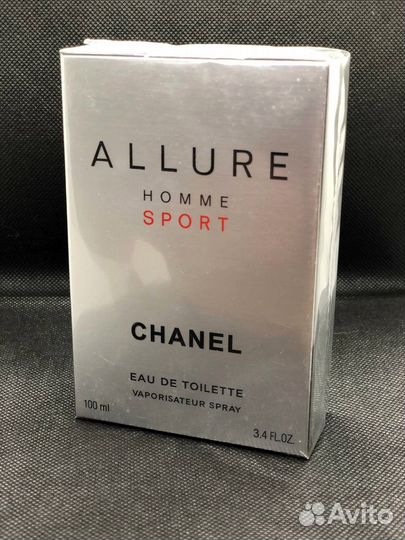 ALLURE
HOMME
SPORT
CHANEL
EAU DE TOILETTE
VAPORISATEUR SPRAY
100 ml
3.4 FL.OZ.
Avito